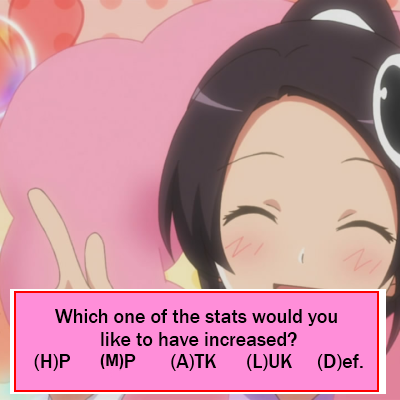 Which one of the stats would you
like to have increased?
(H)P (M)P (A)TK (L)UK (D)ef.